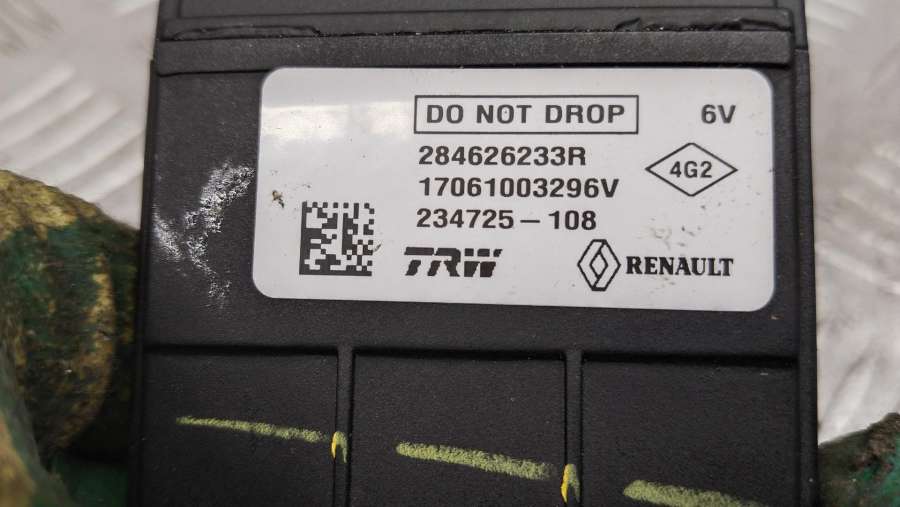 DO NOT DROP 6V
284626233R
4G2
17061003296V
234725-108
TRW RENAULT